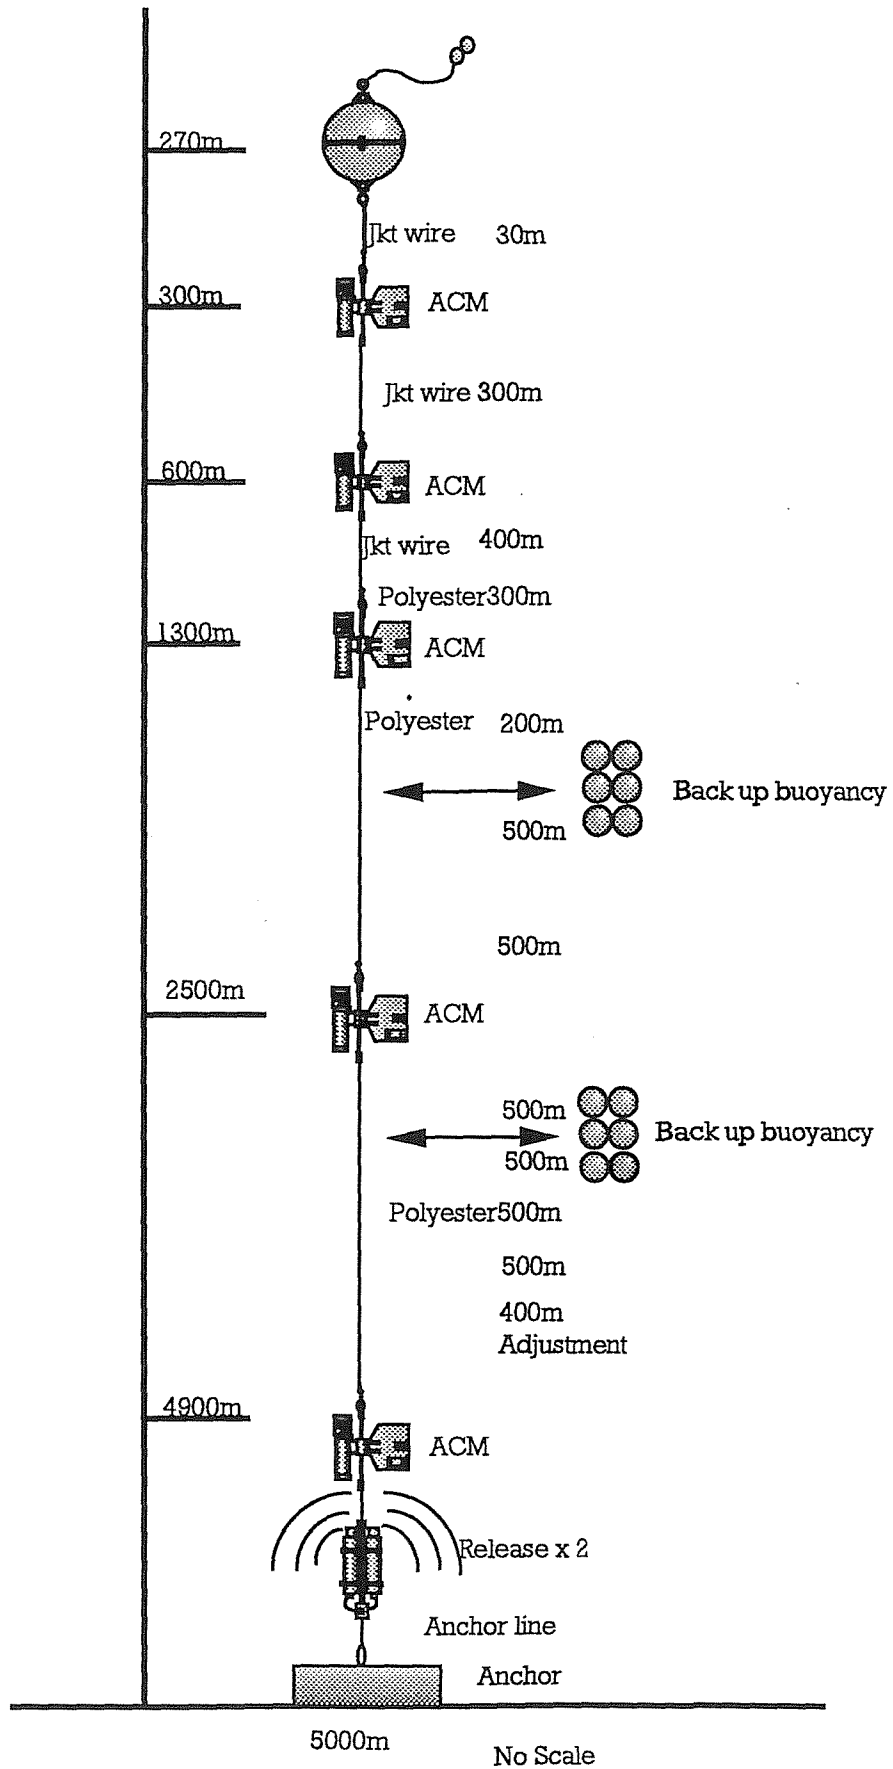 270m
Jkt wire 30m
300m
ACM
Jkt wire 300m
600m
ACM
Jkt wire 400m
Polyester300m
1300m
ACM
Polyester 200m
Back up buoyancy
500m
500m
2500m
ACM
500m
Back up buoyancy
500m
Polyester500m
500m
400m
Adjustment
4900m
ACM
Release x 2
Anchor line
Anchor
5000m
No Scale